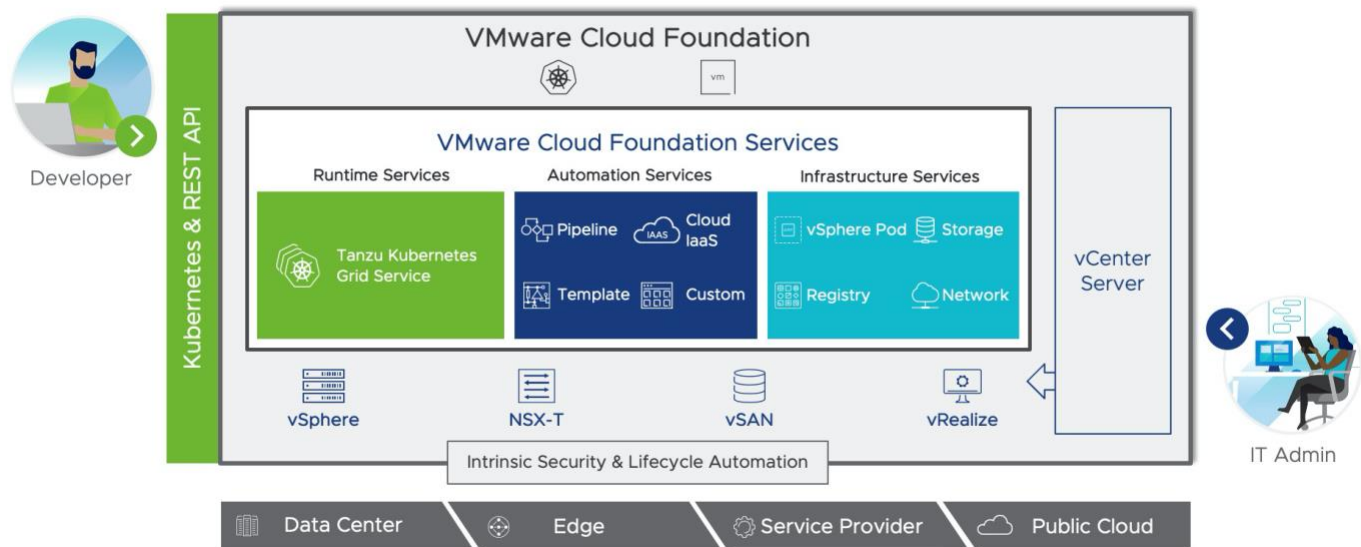 VMware Cloud Foundation
vm
Developer
Kubernetes & REST API
VMware Cloud Foundation Services
Runtime Services
Tanzu Kubernetes
Grid Service
Automation Services
Pipeline
IAAS
Cloud
IaaS
Template
Custom
Infrastructure Services
vSphere Pod
Storage
Registry
Network
vCenter
Server
vSphere
NSX-T
vSAN
vRealize
IT Admin
Intrinsic Security & Lifecycle Automation
Data Center
Edge
Service Provider
Public Cloud